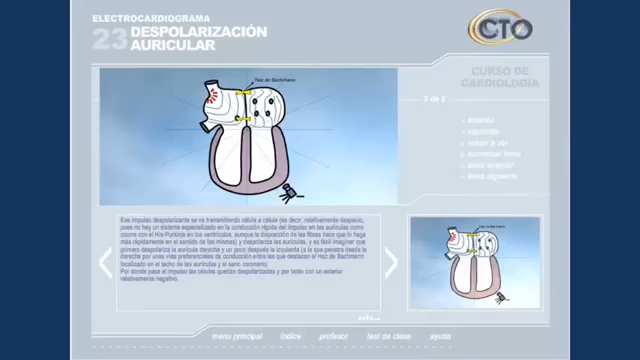 ELECTROCARDIOGRAMA
23 DESPOLARIZACIÓN
AURICULAR
CTO
CURSO DE
CARDIOLOGÍA
Haz de Bachmann
2 de 2
anterior
siguiente
volver a ver
comenzar tema
tema anterior
tema siguiente
Ese impulso despolarizante se va transmitiendo célula a célula (es decir, relativamente despacio,
pues no hay un sistema especializado en la conducción rápida del impulso en las aurículas como
ocurre con el His-Purkinje en los ventrículos, aunque la disposición de las fibras hace que lo haga
más rápidamente en el sentido de las mismas) y despolariza las aurículas, y es fácil imaginar que
primero despolariza la aurícula derecha y un poco después la izquierda (a la que penetra desde la
derecha por unas vías preferenciales de conducción entre las que destacan el Haz de Bachmann
localizado en el techo de las aurículas y el seno coronario).
Por donde pasa el impulso las células quedan despolarizadas y por tanto con un exterior
relativamente negativo.
menu principal índice profesor test de clase ayuda